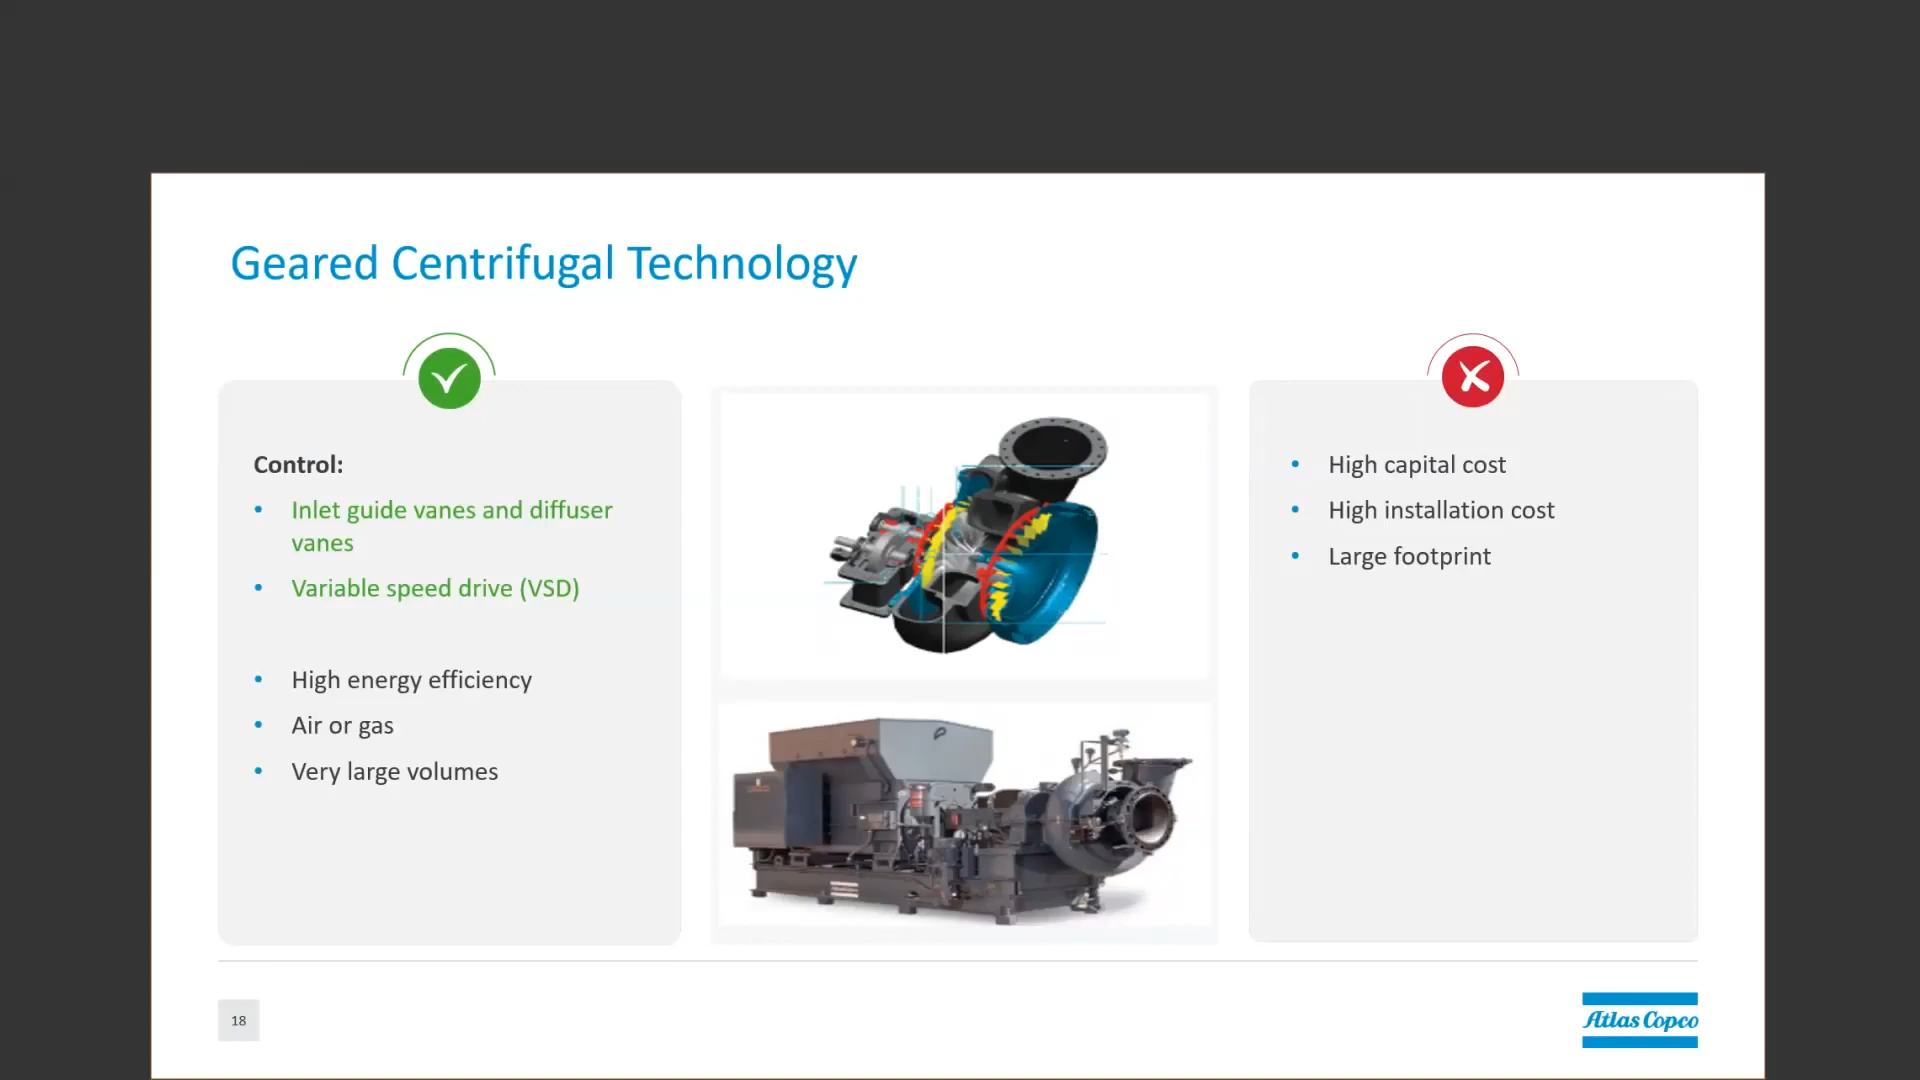 Geared Centrifugal Technology
Control:
• Inlet guide vanes and diffuser
vanes
• Variable speed drive (VSD)
• High energy efficiency
• Air or gas
• Very large volumes
• High capital cost
• High installation cost
• Large footprint
18
Atlas Copco